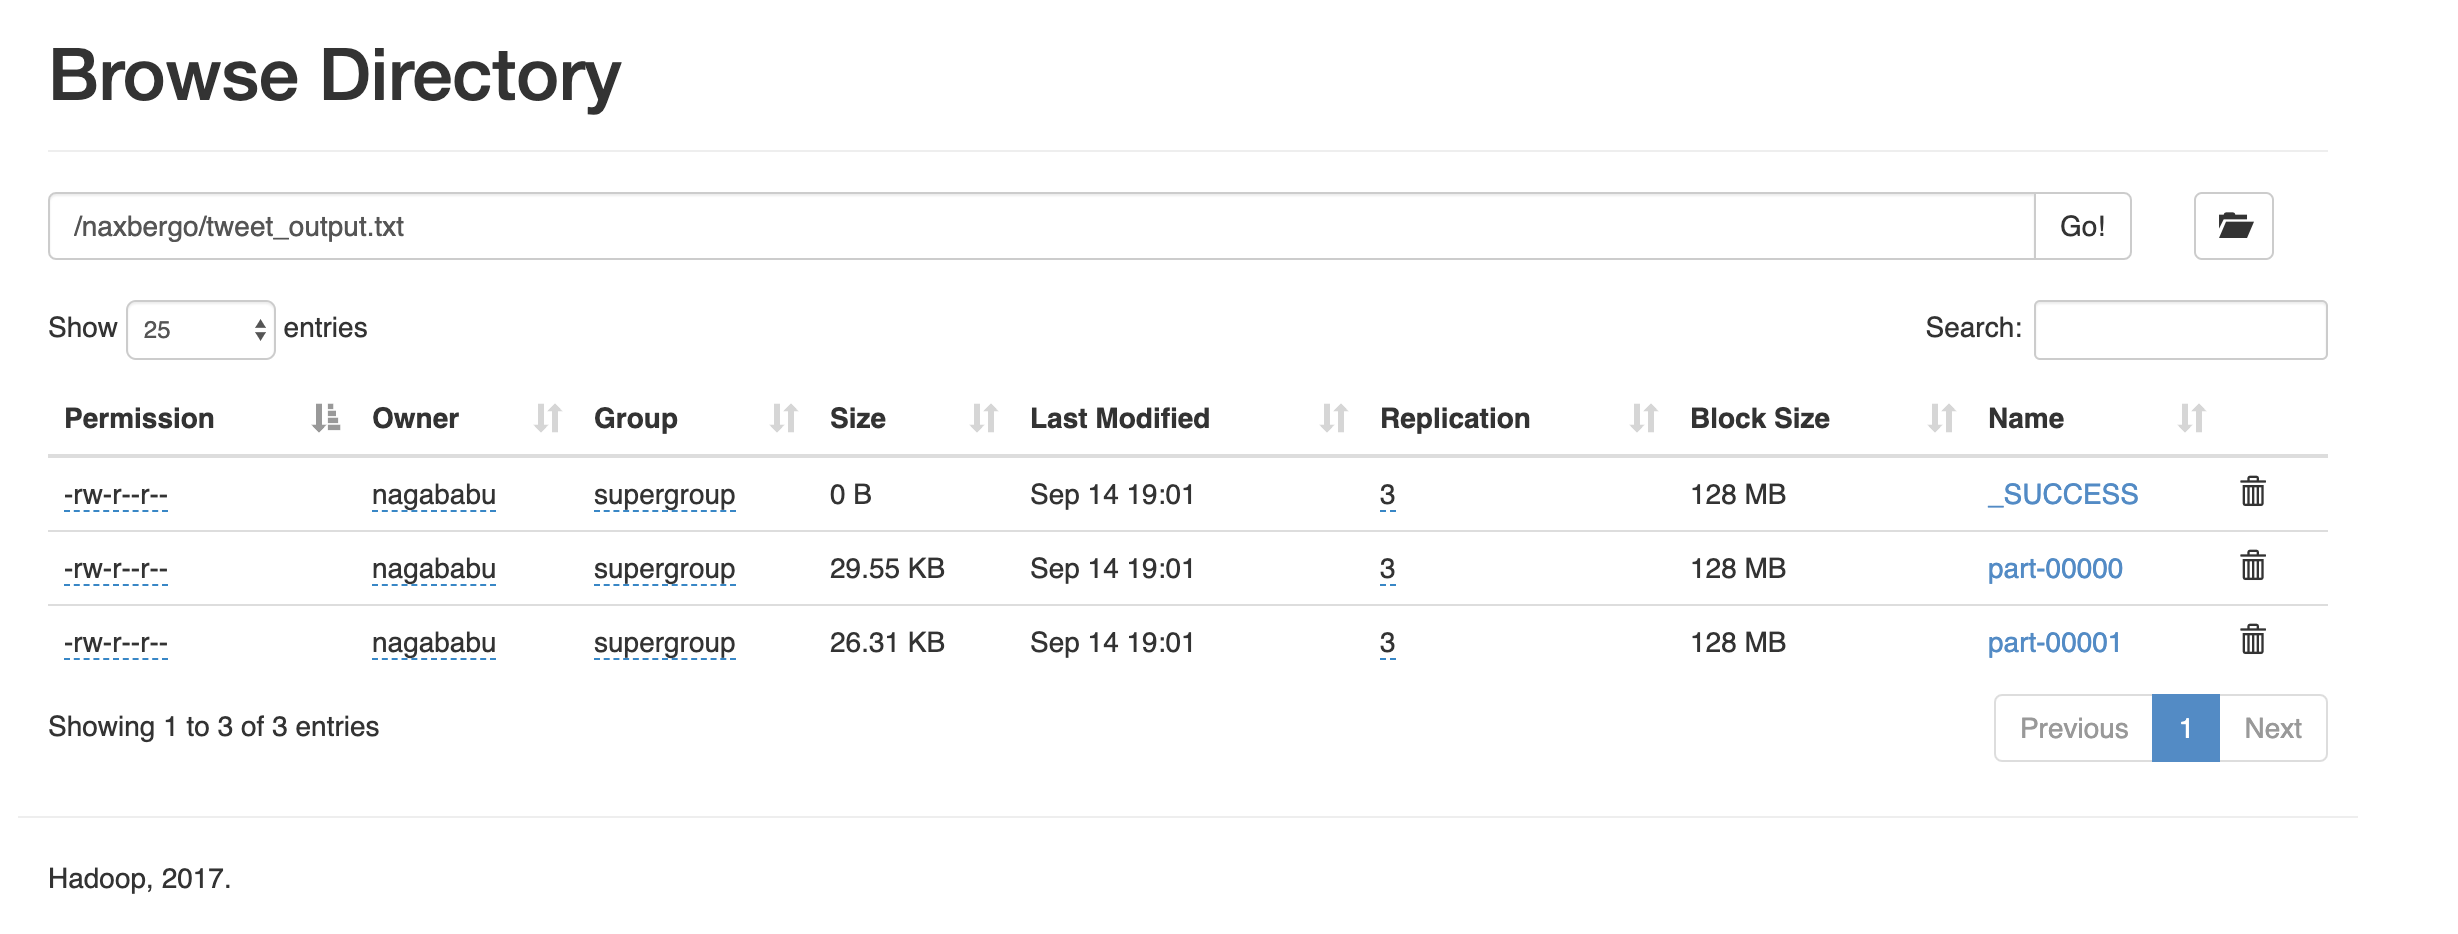 Browse Directory
/naxbergo/tweet_output.txt Go!
Show 25 entries Search:
Permission Owner Group Size Last Modified Replication Block Size Name
-rw-r--r-- nagababu supergroup 0 B Sep 14 19:01 3 128 MB _SUCCESS
-rw-r--r-- nagababu supergroup 29.55 KB Sep 14 19:01 3 128 MB part-00000
-rw-r--r-- nagababu supergroup 26.31 KB Sep 14 19:01 3 128 MB part-00001
Showing 1 to 3 of 3 entries Previous 1 Next
Hadoop, 2017.